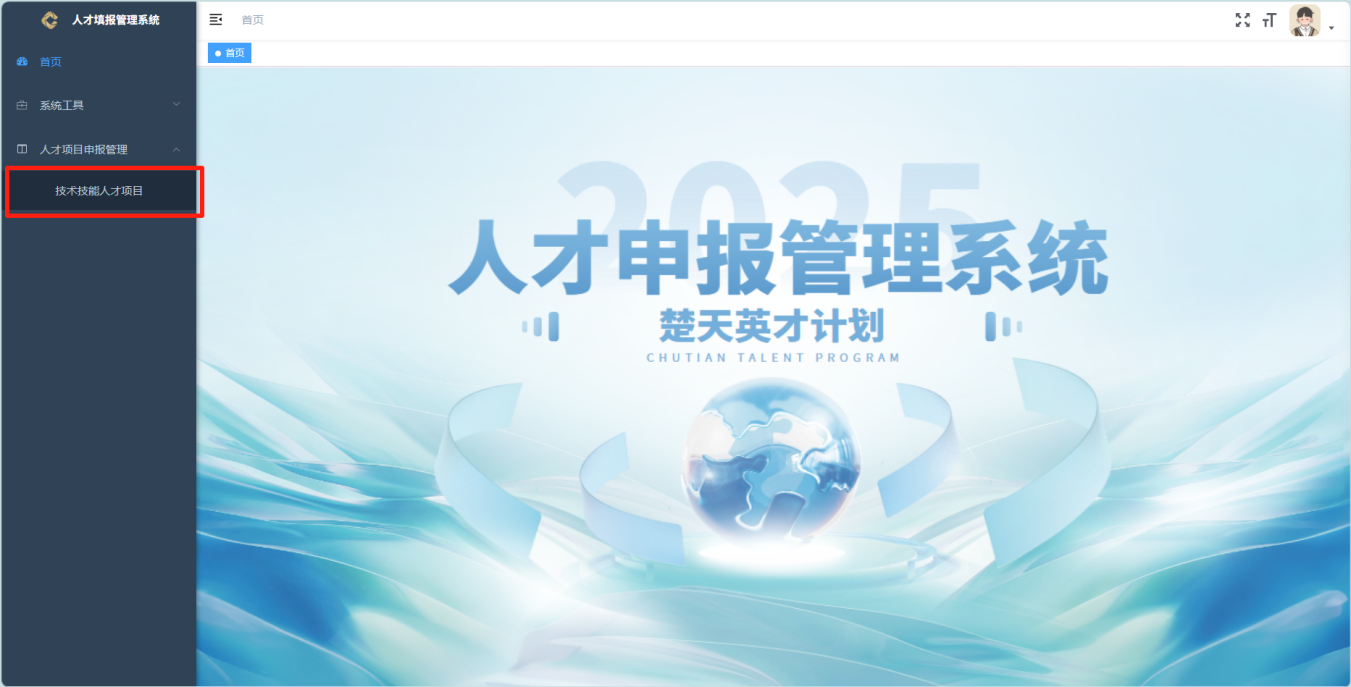 人才填报管理系统
首页
系统工具
人才项目申报管理
技术技能人才项目
首页
首页
2025
人才申报管理系统
楚天英才计划
CHUTIAN TALENT PROGRAM